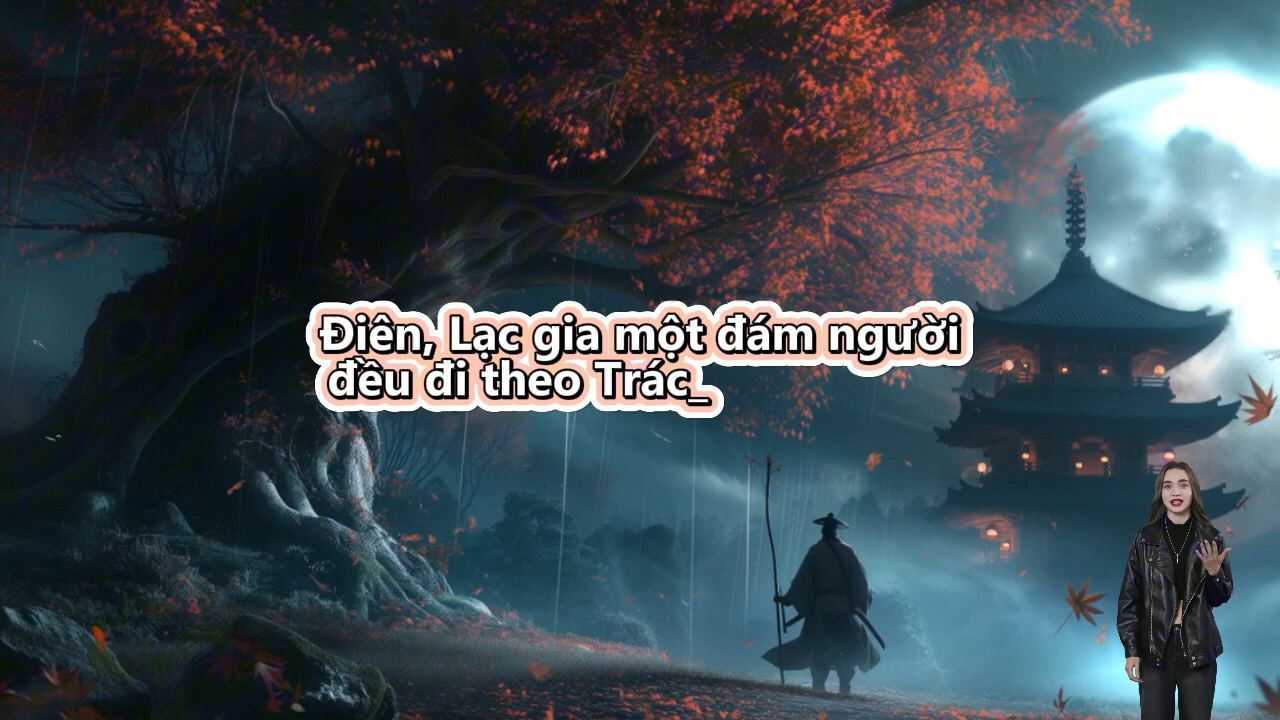 Điên, Lạc gia một đám người
đều đi theo Trác_